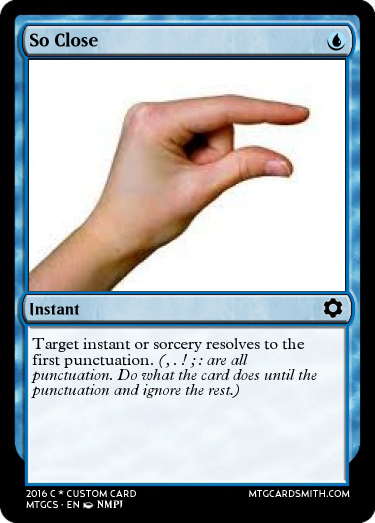 So Close
Instant
Target instant or sorcery resolves to the
first punctuation. (, . ! ; : are all
punctuation. Do what the card does until the
punctuation and ignore the rest.)
2016 C * CUSTOM CARD
MTGCARDSMITH.COM
MTGCS · EN NMPJ